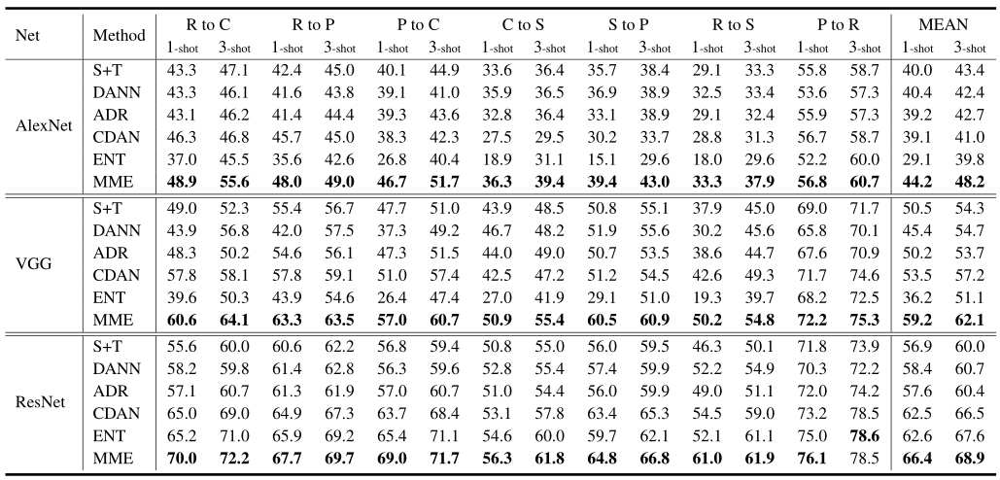 Net Method R to C R to P P to C C to S S to P R to S P to R MEAN
1-shot 3-shot 1-shot 3-shot 1-shot 3-shot 1-shot 3-shot 1-shot 3-shot 1-shot 3-shot 1-shot 3-shot 1-shot 3-shot
AlexNet
S+T 43.3 47.1 42.4 45.0 40.1 44.9 33.6 36.4 35.7 38.4 29.1 33.3 55.8 58.7 40.0 43.4
DANN 43.3 46.1 41.6 43.8 39.1 41.0 35.9 36.5 36.9 38.9 32.5 33.4 53.6 57.3 40.4 42.4
ADR 43.1 46.2 41.4 44.4 39.3 43.6 32.8 36.4 33.1 38.9 29.1 32.4 55.9 57.3 39.2 42.7
CDAN 46.3 46.8 45.7 45.0 38.3 42.3 27.5 29.5 30.2 33.7 28.8 31.3 56.7 58.7 39.1 41.0
ENT 37.0 45.5 35.6 42.6 26.8 40.4 18.9 31.1 15.1 29.6 18.0 29.6 52.2 60.0 29.1 39.8
MME 48.9 55.6 48.0 49.0 46.7 51.7 36.3 39.4 39.4 43.0 33.3 37.9 56.8 60.7 44.2 48.2
VGG
S+T 49.0 52.3 55.4 56.7 47.7 51.0 43.9 48.5 50.8 55.1 37.9 45.0 69.0 71.7 50.5 54.3
DANN 43.9 56.8 42.0 57.5 37.3 49.2 46.7 48.2 51.9 55.6 30.2 45.6 65.8 70.1 45.4 54.7
ADR 48.3 50.2 54.6 56.1 47.3 51.5 44.0 49.0 50.7 53.5 38.6 44.7 67.6 70.9 50.2 53.7
CDAN 57.8 58.1 57.8 59.1 51.0 57.4 42.5 47.2 51.2 54.5 42.6 49.3 71.7 74.6 53.5 57.2
ENT 39.6 50.3 43.9 54.6 26.4 47.4 27.0 41.9 29.1 51.0 19.3 39.7 68.2 72.5 36.2 51.1
MME 60.6 64.1 63.3 63.5 57.0 60.7 50.9 55.4 60.5 60.9 50.2 54.8 72.2 75.3 59.2 62.1
ResNet
S+T 55.6 60.0 60.6 62.2 56.8 59.4 50.8 55.0 56.0 59.5 46.3 50.1 71.8 73.9 56.9 60.0
DANN 58.2 59.8 61.4 62.8 56.3 59.6 52.8 55.4 57.4 59.9 52.2 54.9 70.3 72.2 58.4 60.7
ADR 57.1 60.7 61.3 61.9 57.0 60.7 51.0 54.4 56.0 59.9 49.0 51.1 72.0 74.2 57.6 60.4
CDAN 65.0 69.0 64.9 67.3 63.7 68.4 53.1 57.8 63.4 65.3 54.5 59.0 73.2 78.5 62.5 66.5
ENT 65.2 71.0 65.9 69.2 65.4 71.1 54.6 60.0 59.7 62.1 52.1 61.1 75.0 78.6 62.6 67.6
MME 70.0 72.2 67.7 69.7 69.0 71.7 56.3 61.8 64.8 66.8 61.0 61.9 76.1 78.5 66.4 68.9